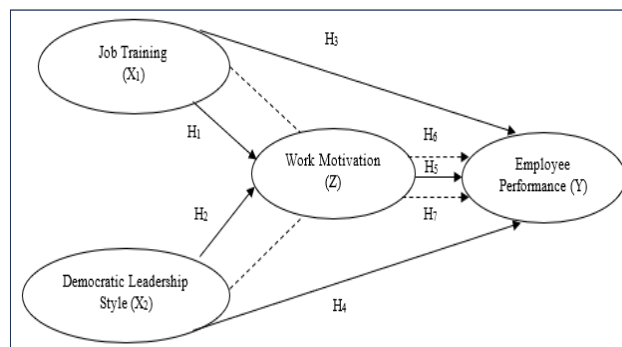 Job Training
(X1)
H3
H1
Work Motivation
(Z)
H6
H5
H7
Employee
Performance (Y)
H2
Democratic Leadership
Style (X2)
H4